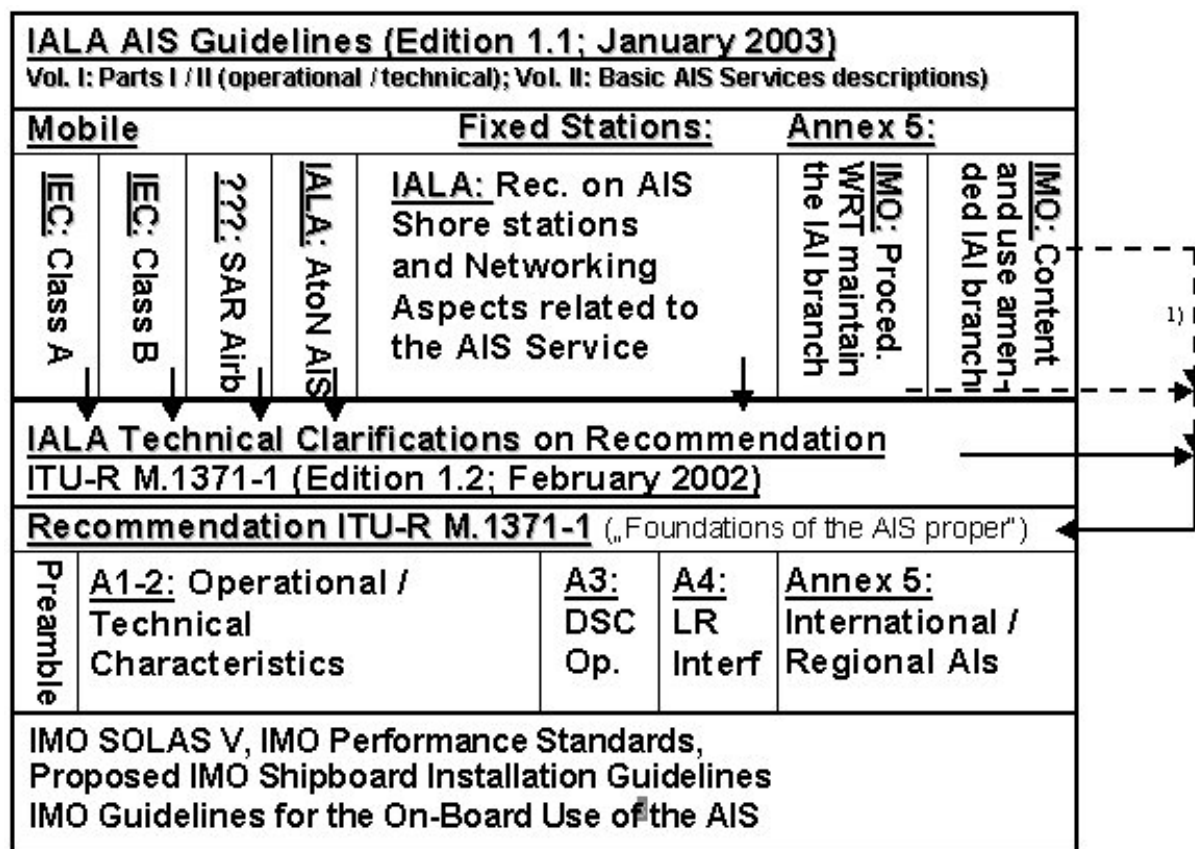 IALA AIS Guidelines (Edition 1.1; January 2003)
Vol. I: Parts I / II (operational / technical); Vol. II: Basic AIS Services descriptions)
Mobile
Fixed Stations:
Annex 5:
IEC: Class A
IEC: Class B
???: SAR Airb
IALA: AtoN AIS
IALA: Rec. on AIS
Shore stations
and Networking
Aspects related to
the AIS Service
IMO: Proced.
WRT maintain
the IAI branch
IMO: Content
and use amen-
ded IAI branch
1)
IALA Technical Clarifications on Recommendation
ITU-R M.1371-1 (Edition 1.2; February 2002)
Recommendation ITU-R M.1371-1 („Foundations of the AIS proper")
Preamble
A1-2: Operational /
Technical
Characteristics
A3:
DSC
Op.
A4:
LR
Interf
Annex 5:
International /
Regional AIs
IMO SOLAS V, IMO Performance Standards,
Proposed IMO Shipboard Installation Guidelines
IMO Guidelines for the On-Board Use of the AIS